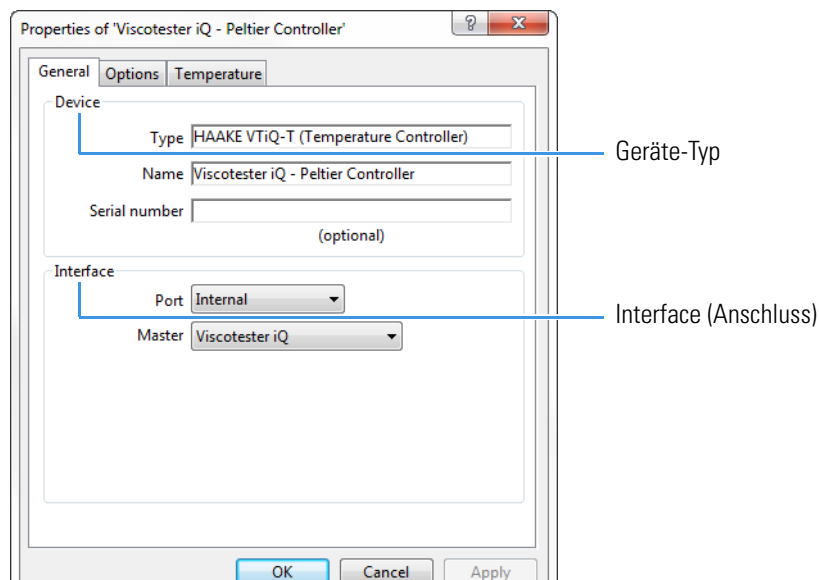 Properties of 'Viscotester iQ - Peltier Controller'
?
X
General Options Temperature
Device
Type HAAKE VTiQ-T (Temperature Controller)
Geräte-Typ
Name Viscotester iQ - Peltier Controller
Serial number
(optional)
Interface
Port Internal
Interface (Anschluss)
Master Viscotester iQ
OK Cancel Apply